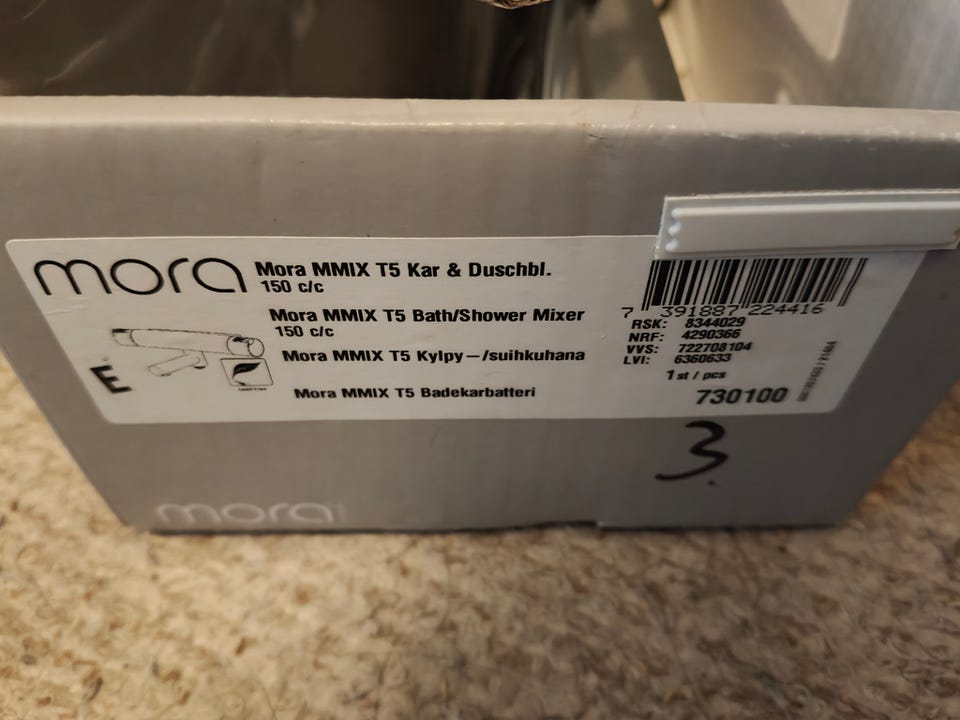 mora
Mora MMIX T5 Kar & Duschbl.
150 c/c
Mora MMIX T5 Bath/Shower Mixer
150 c/c
Mora MMIX T5 Kylpy-/suihkuhana
Mora MMIX T5 Badekarbatteri
E
7 391887 224416
RSK: 8344029
NRF: 4290366
VVS: 722708104
LVI: 6360633
1 st / pcs
730100
3.
mora